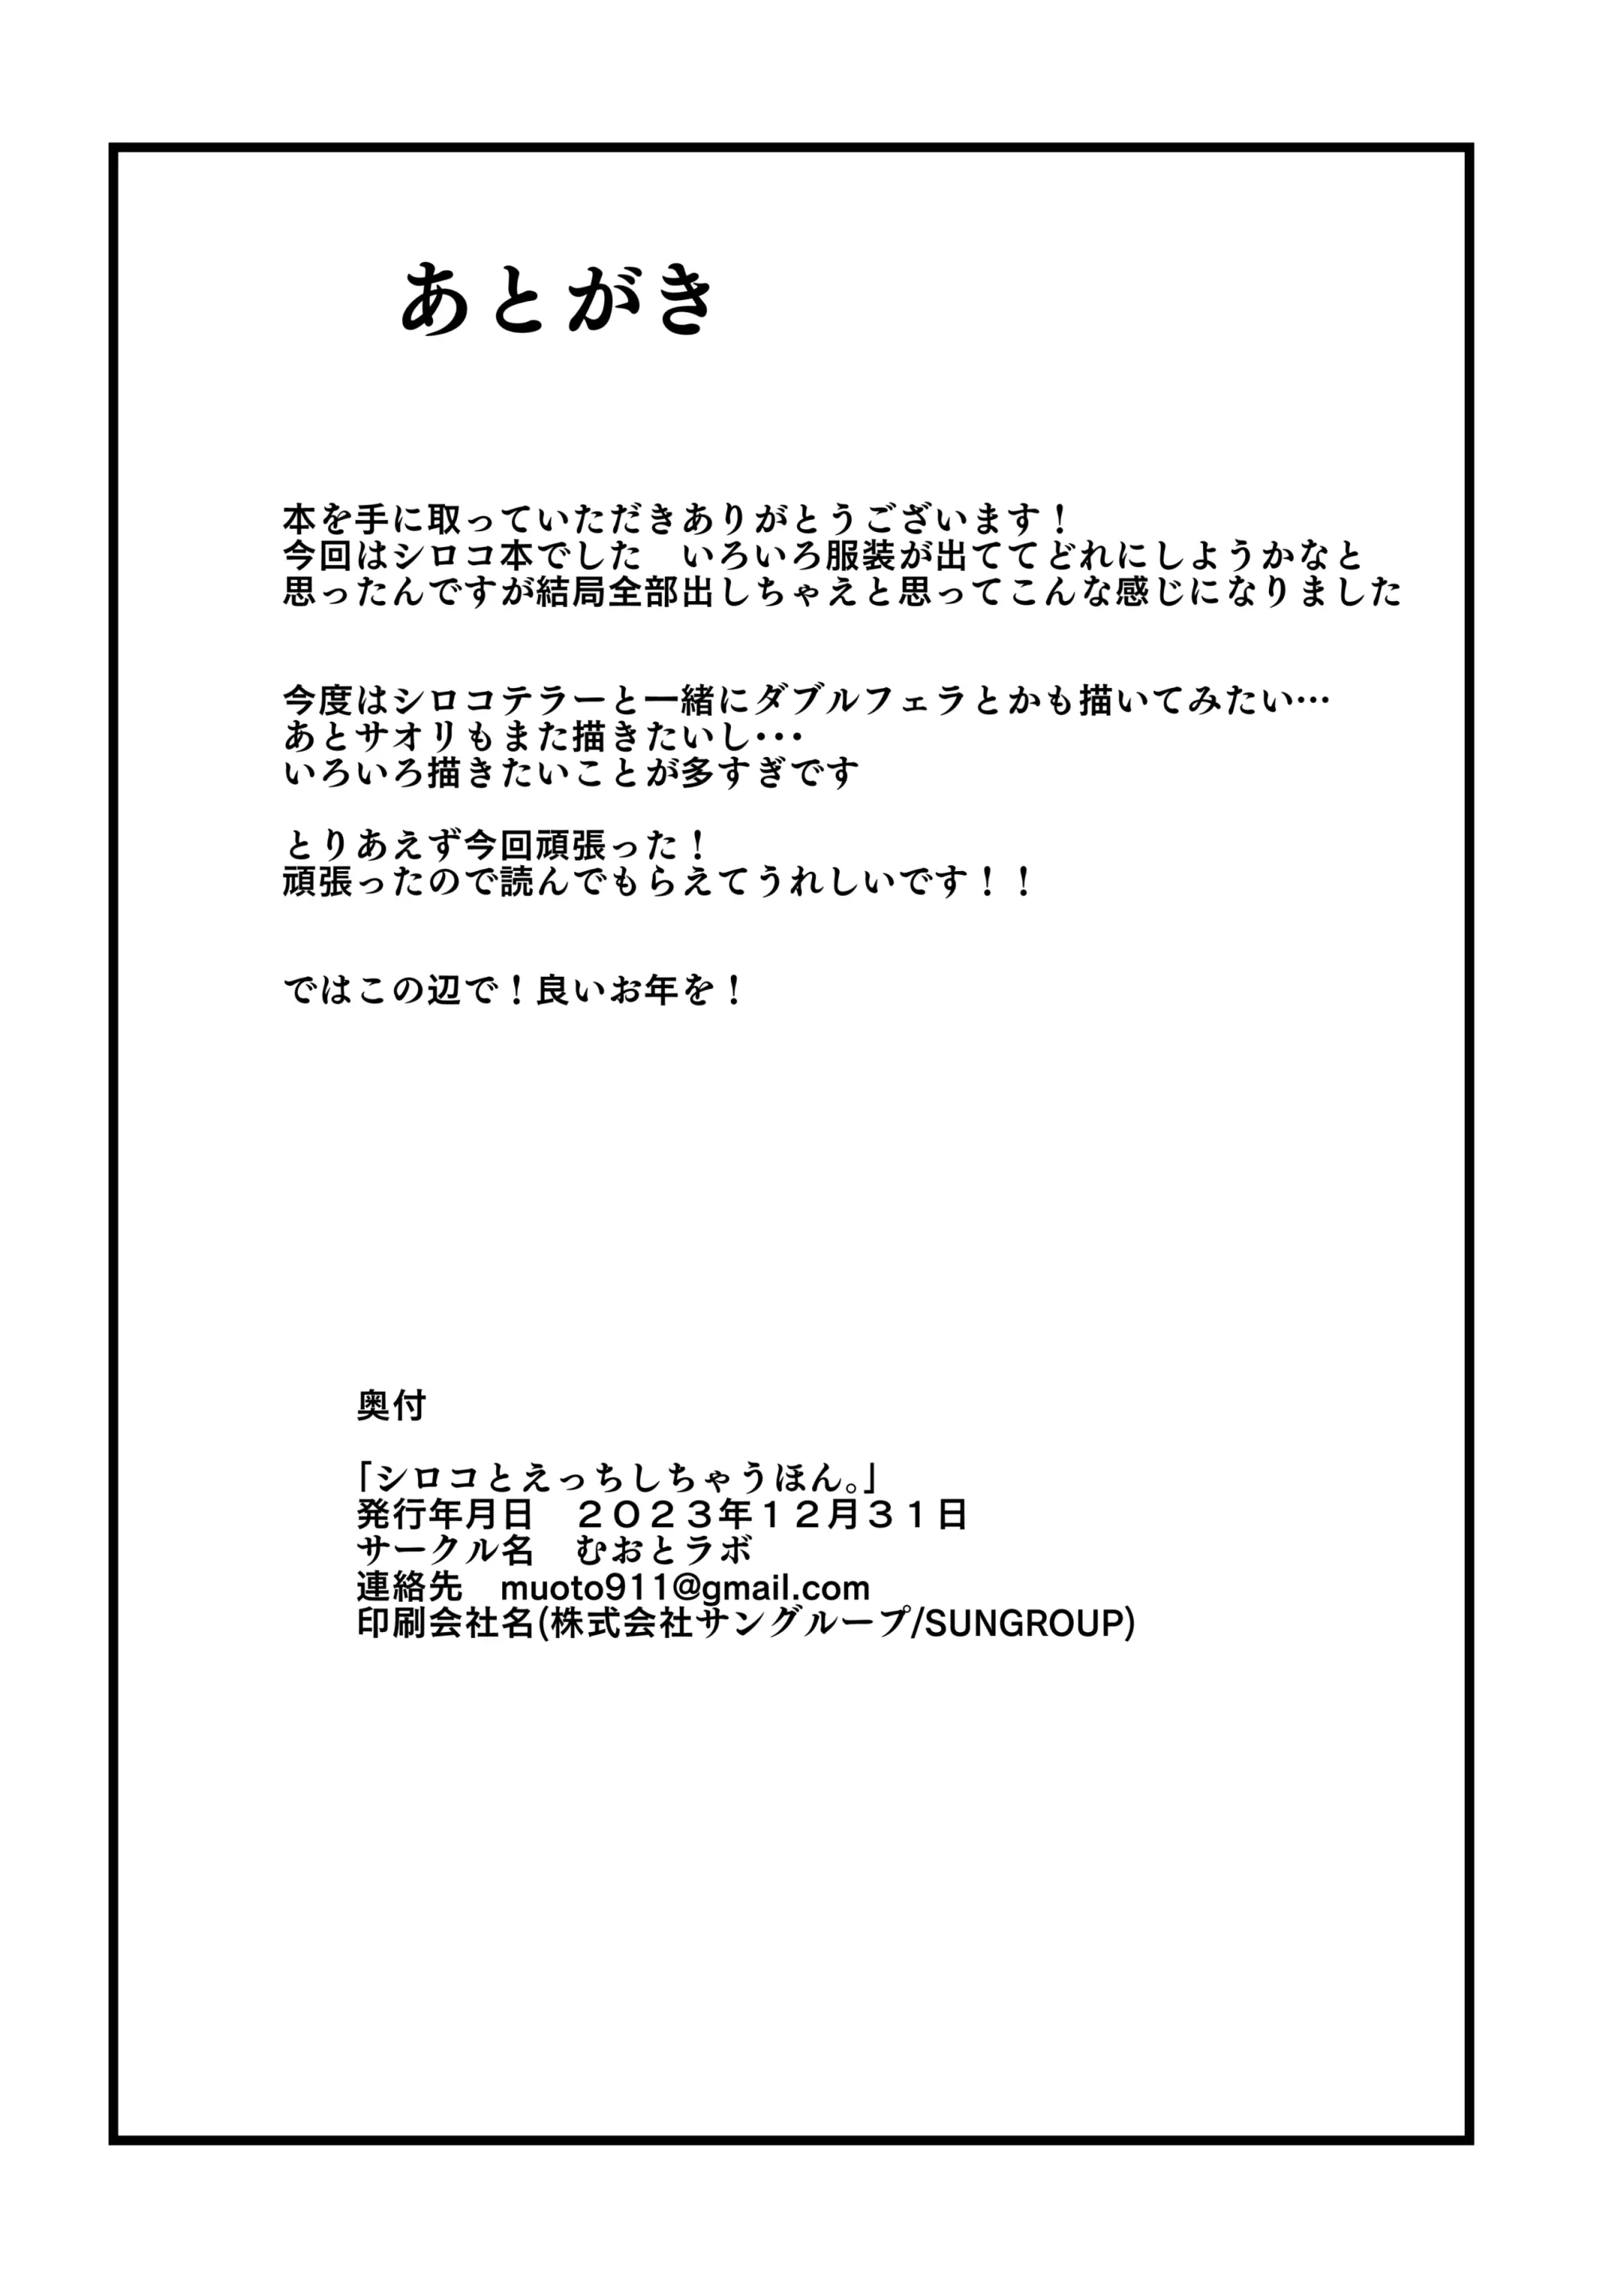 あとがき
本を手に取っていただきありがとうございます！
今回はシロコ本でした　いろいろ服装が出ててどれにしようかなと
思ったんですが結局全部出しちゃえと思ってこんな感じになりました
今度はシロコテラーと一緒にダブルフェラとかも描いてみたい…
あとサオリもまた描きたいし・・・
いろいろ描きたいことが多すぎです
とりあえず今回頑張った！
頑張ったので読んでもらえてうれしいです！！
ではこの辺で！良いお年を！
奥付
「シロコとえっちしちゃうほん。」
発行年月日　２０２３年１２月３１日
サークル名　むおとラボ
連絡先　muoto911@gmail.com
印刷会社名(株式会社サングループ/SUNGROUP)